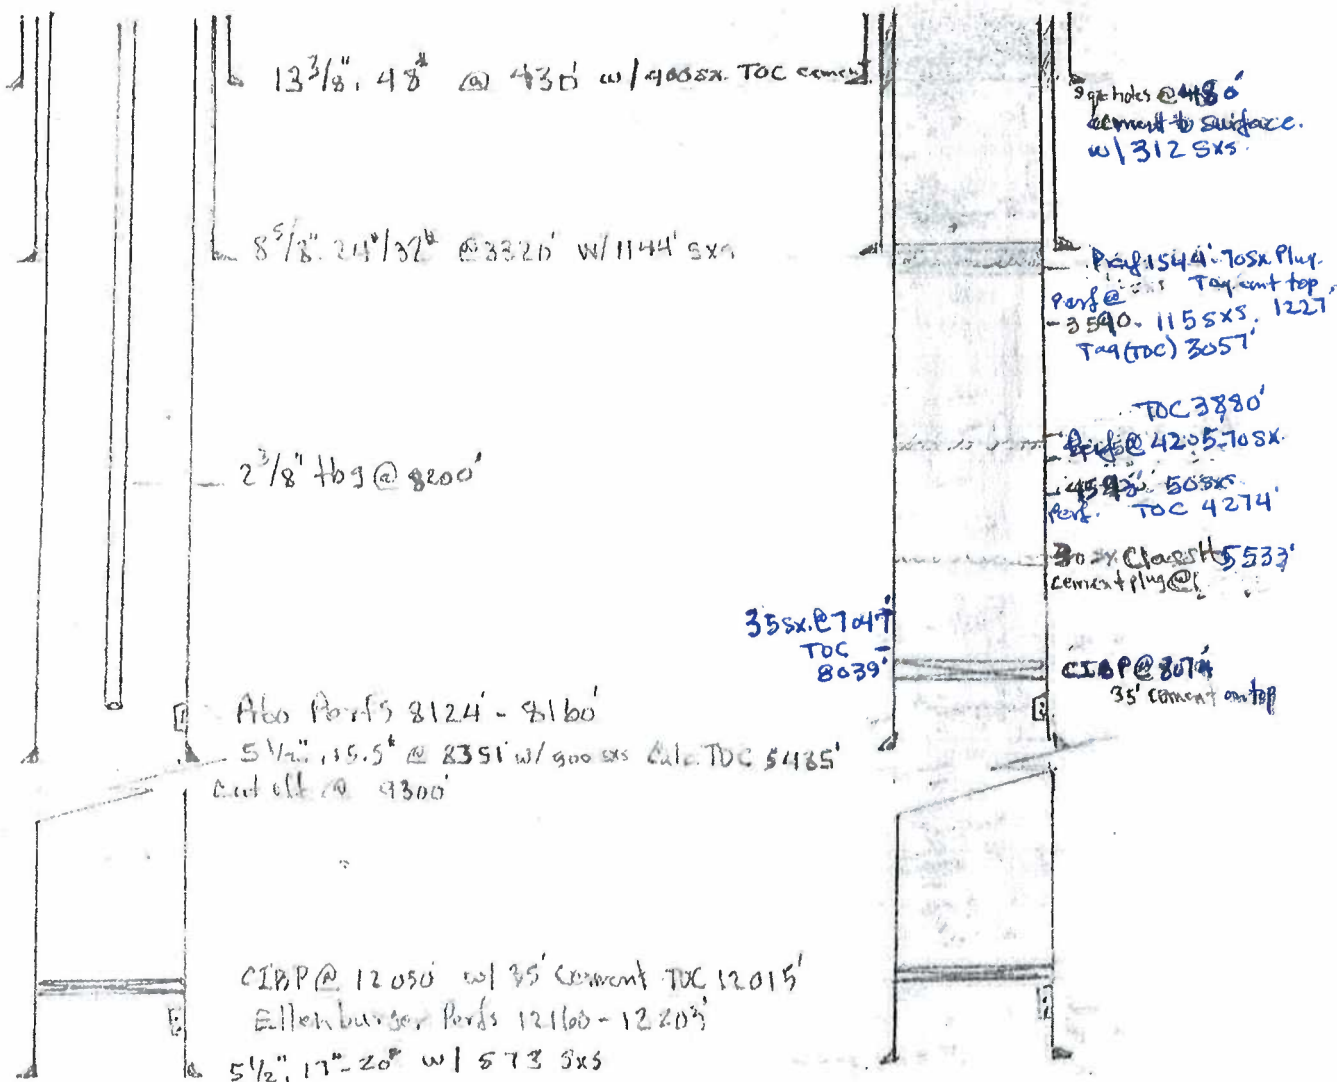 13 3/8", 48# @ 430' w/ 400sx. TOC cement
8 5/8" 24#/32# @ 3320' W/ 1144' sxs
2 3/8" tbg @ 8200'
Abo Perfs 8124' - 8160'
5 1/2", 15.5# @ 8351' w/ 900 sxs Calc. TOC 5485'
Cut off @ 9300'
CIBP @ 12050' w/ 35' Cement TOC 12015'
Ellenburger Perfs 12160 - 12203'
5 1/2", 17#-20# w/ 573 sxs
holes @ 480'
cement to surface.
w/ 312 sxs.
Perf 1544' 70sx Plug.
Tag cmt top
1227'
Perf @
3590. 115 sxs.
Tag (TOC) 3057'
TOC 3880'
Perf @ 4205' 70sx.
50sxs
Perf. TOC 4274'
30 sx Class H 5533'
cement plug @
35sx. @ 7047'
TOC -
8039'
CIBP @ 8074'
35' cement on top